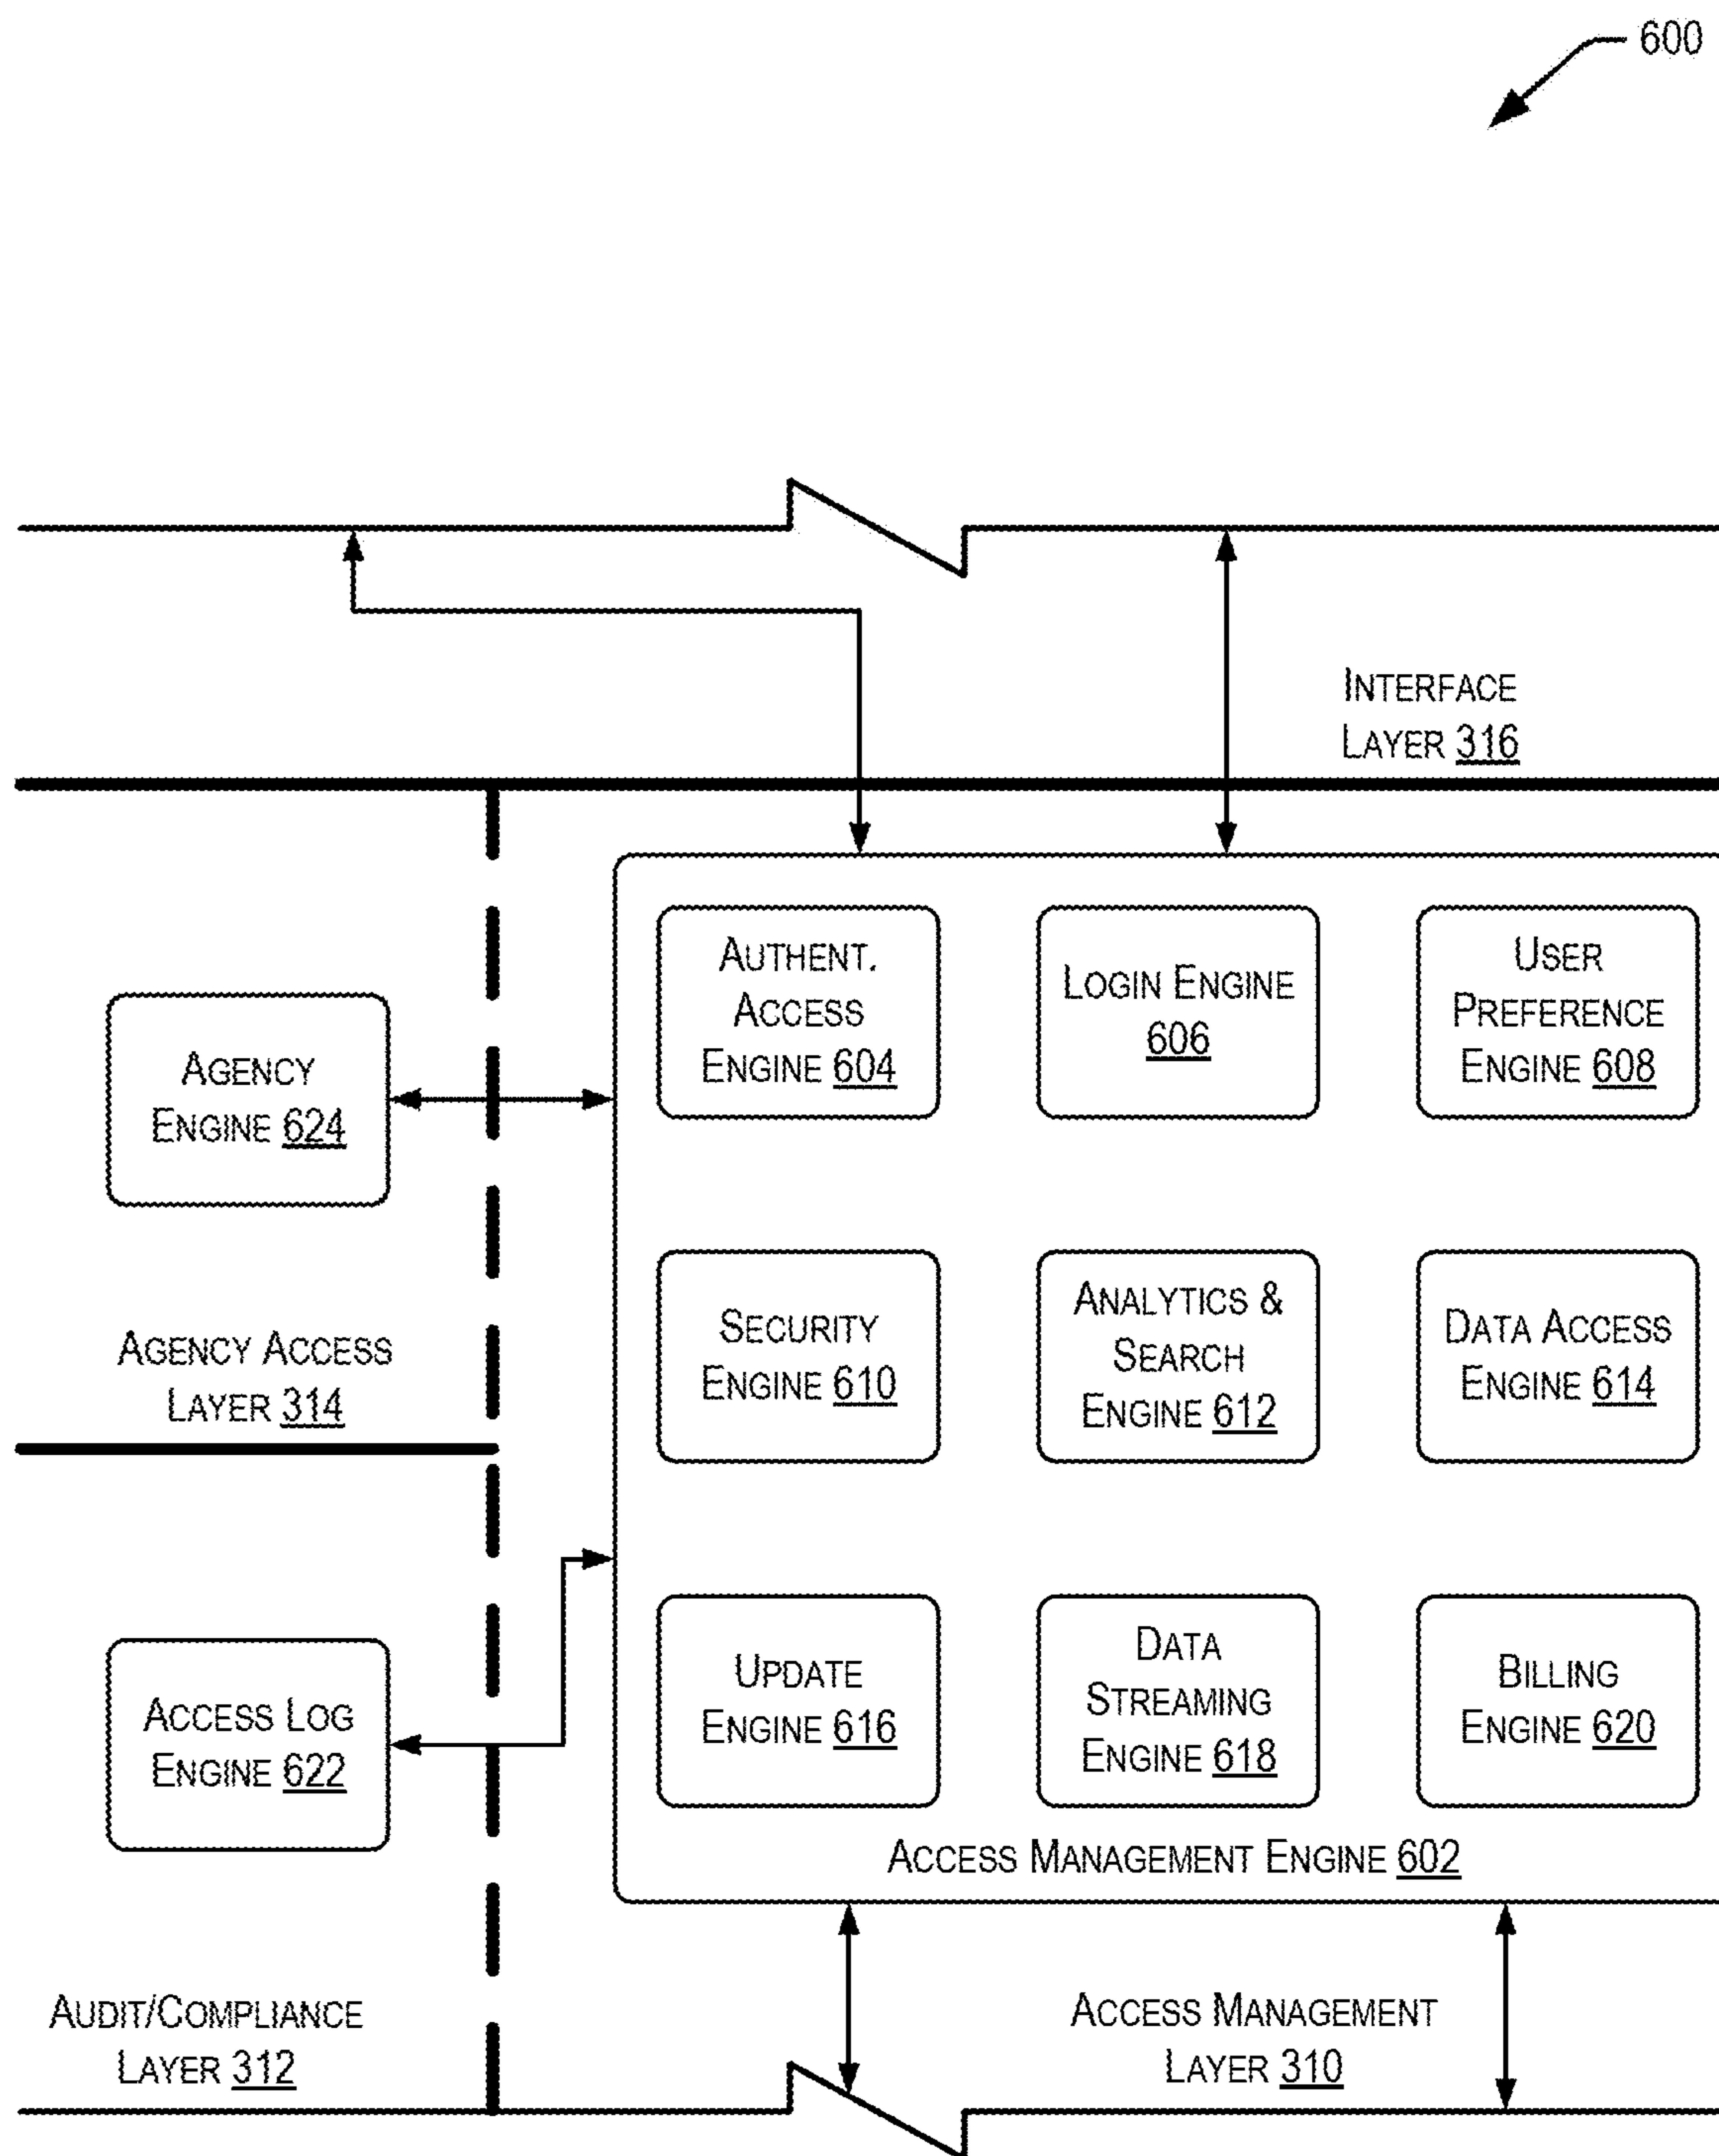 600
INTERFACE
LAYER 316
AUTHENT.
ACCESS
ENGINE 604
LOGIN ENGINE
606
USER
PREFERENCE
ENGINE 608
AGENCY
ENGINE 624
SECURITY
ENGINE 610
ANALYTICS &
SEARCH
ENGINE 612
DATA ACCESS
ENGINE 614
AGENCY ACCESS
LAYER 314
UPDATE
ENGINE 616
DATA
STREAMING
ENGINE 618
BILLING
ENGINE 620
ACCESS LOG
ENGINE 622
ACCESS MANAGEMENT ENGINE 602
AUDIT/COMPLIANCE
LAYER 312
ACCESS MANAGEMENT
LAYER 310